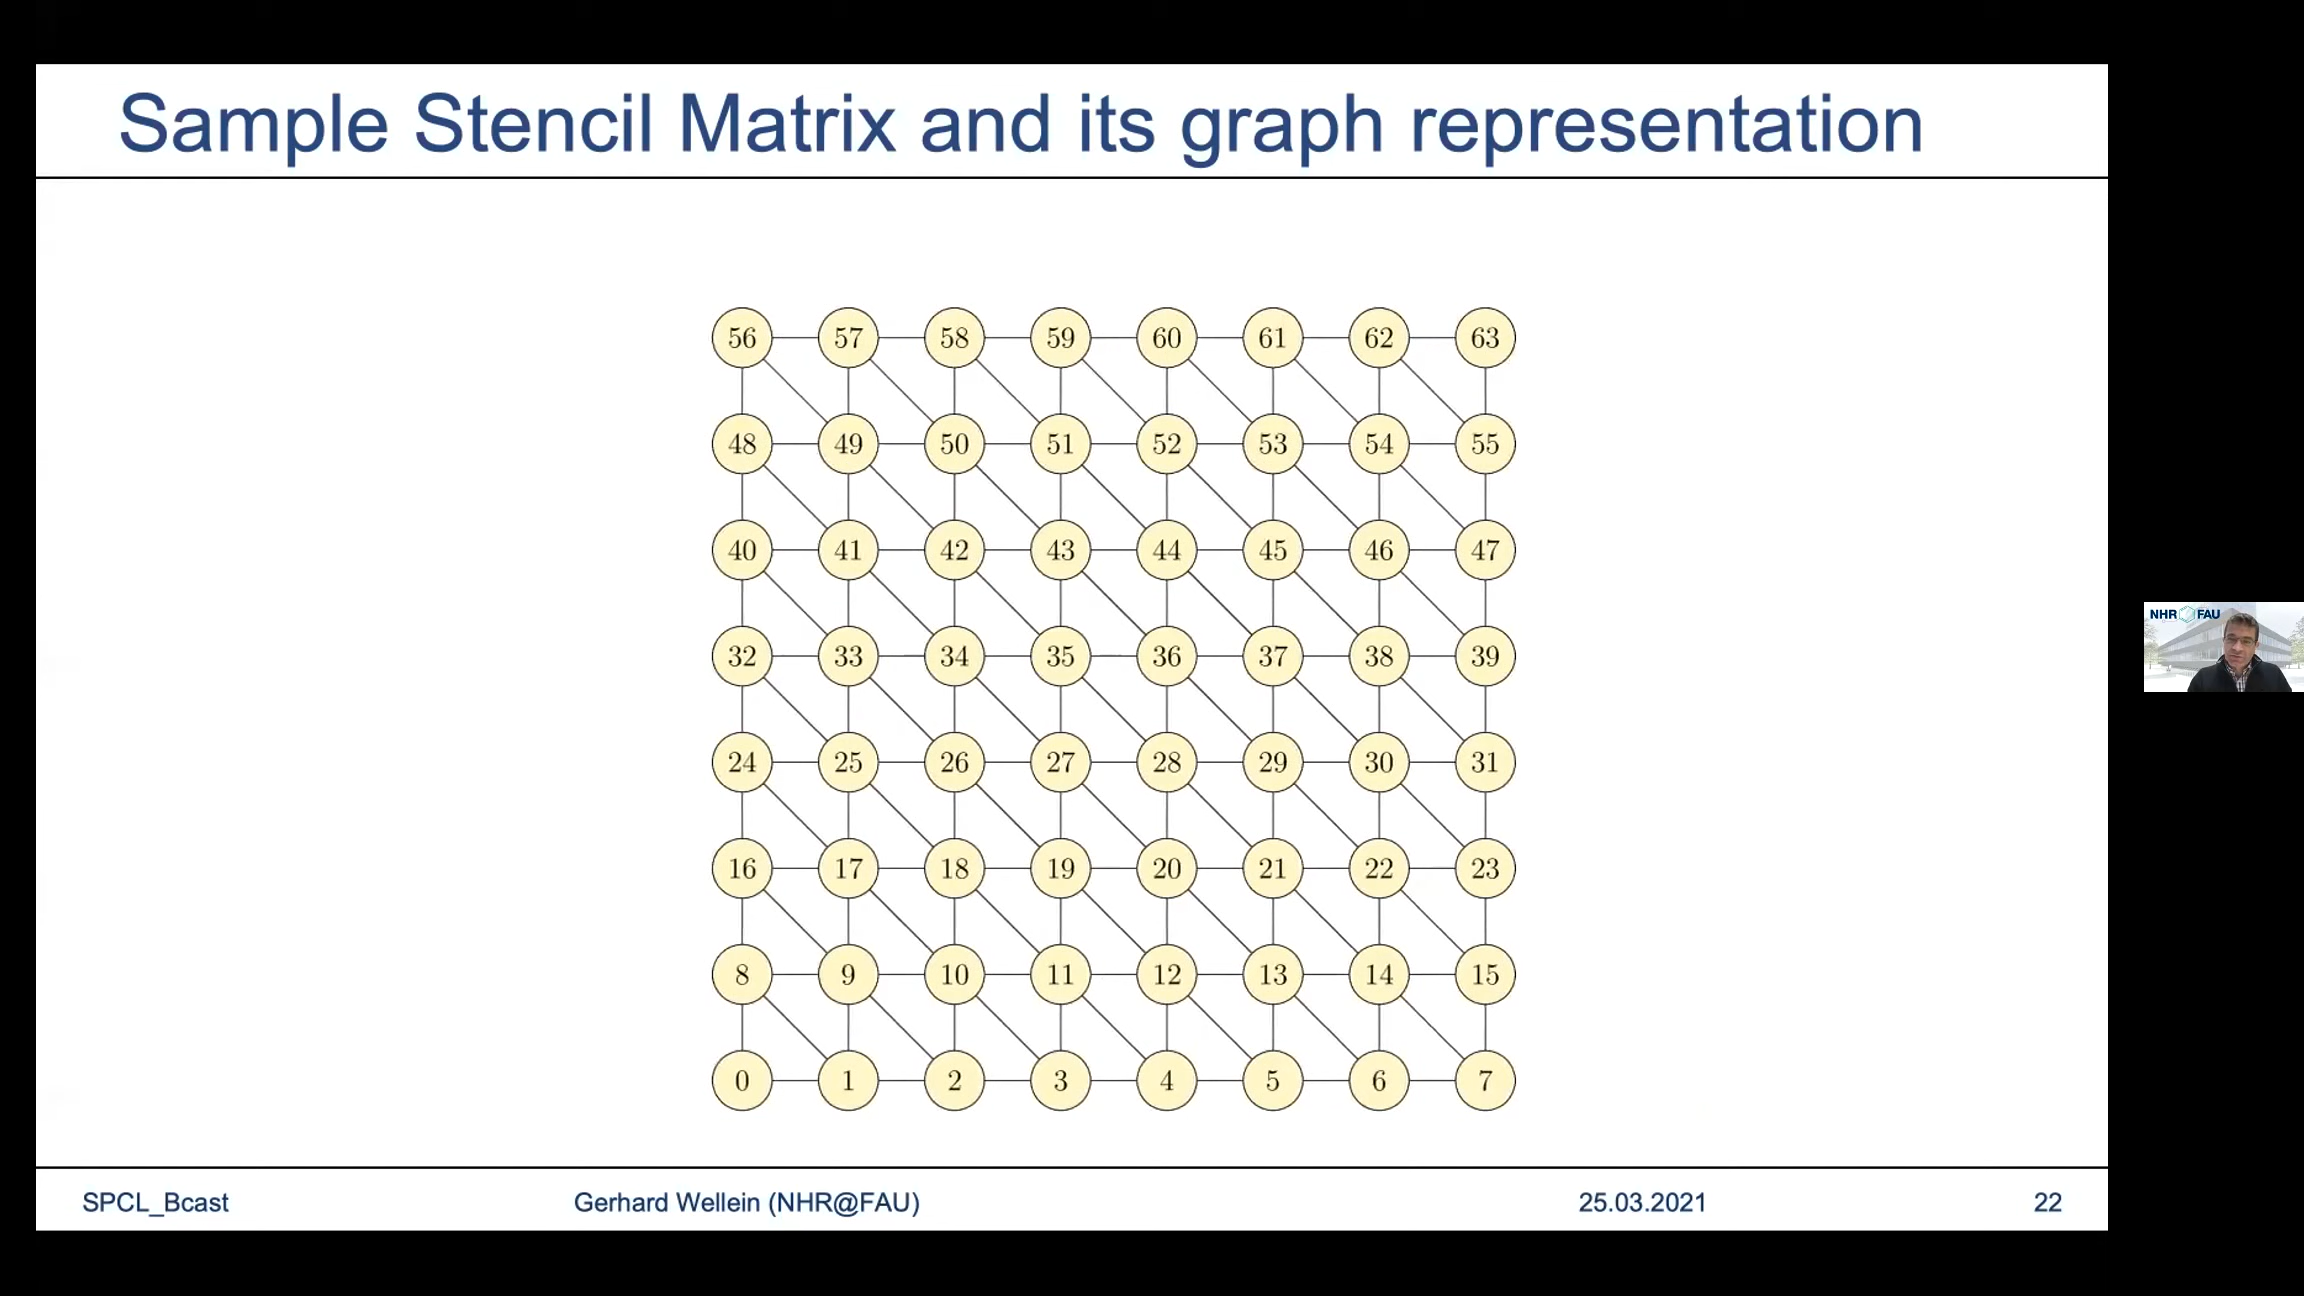 Sample Stencil Matrix and its graph representation
56 57 58 59 60 61 62 63
48 49 50 51 52 53 54 55
40 41 42 43 44 45 46 47
32 33 34 35 36 37 38 39
24 25 26 27 28 29 30 31
16 17 18 19 20 21 22 23
8 9 10 11 12 13 14 15
0 1 2 3 4 5 6 7
NHR FAU
SPCL_Bcast Gerhard Wellein (NHR@FAU) 25.03.2021 22